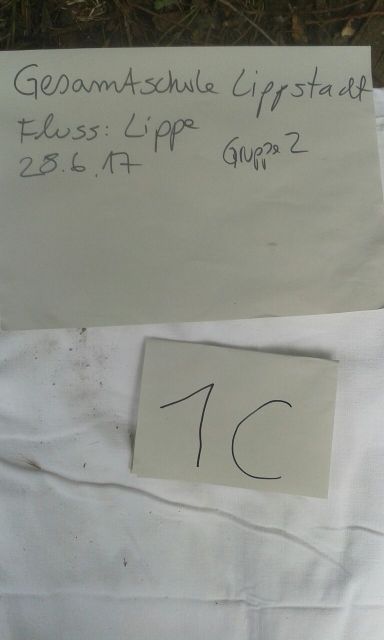 Gesamtschule Lippstadt
Fluss: Lippe
28.6.17 Gruppe 2
1C